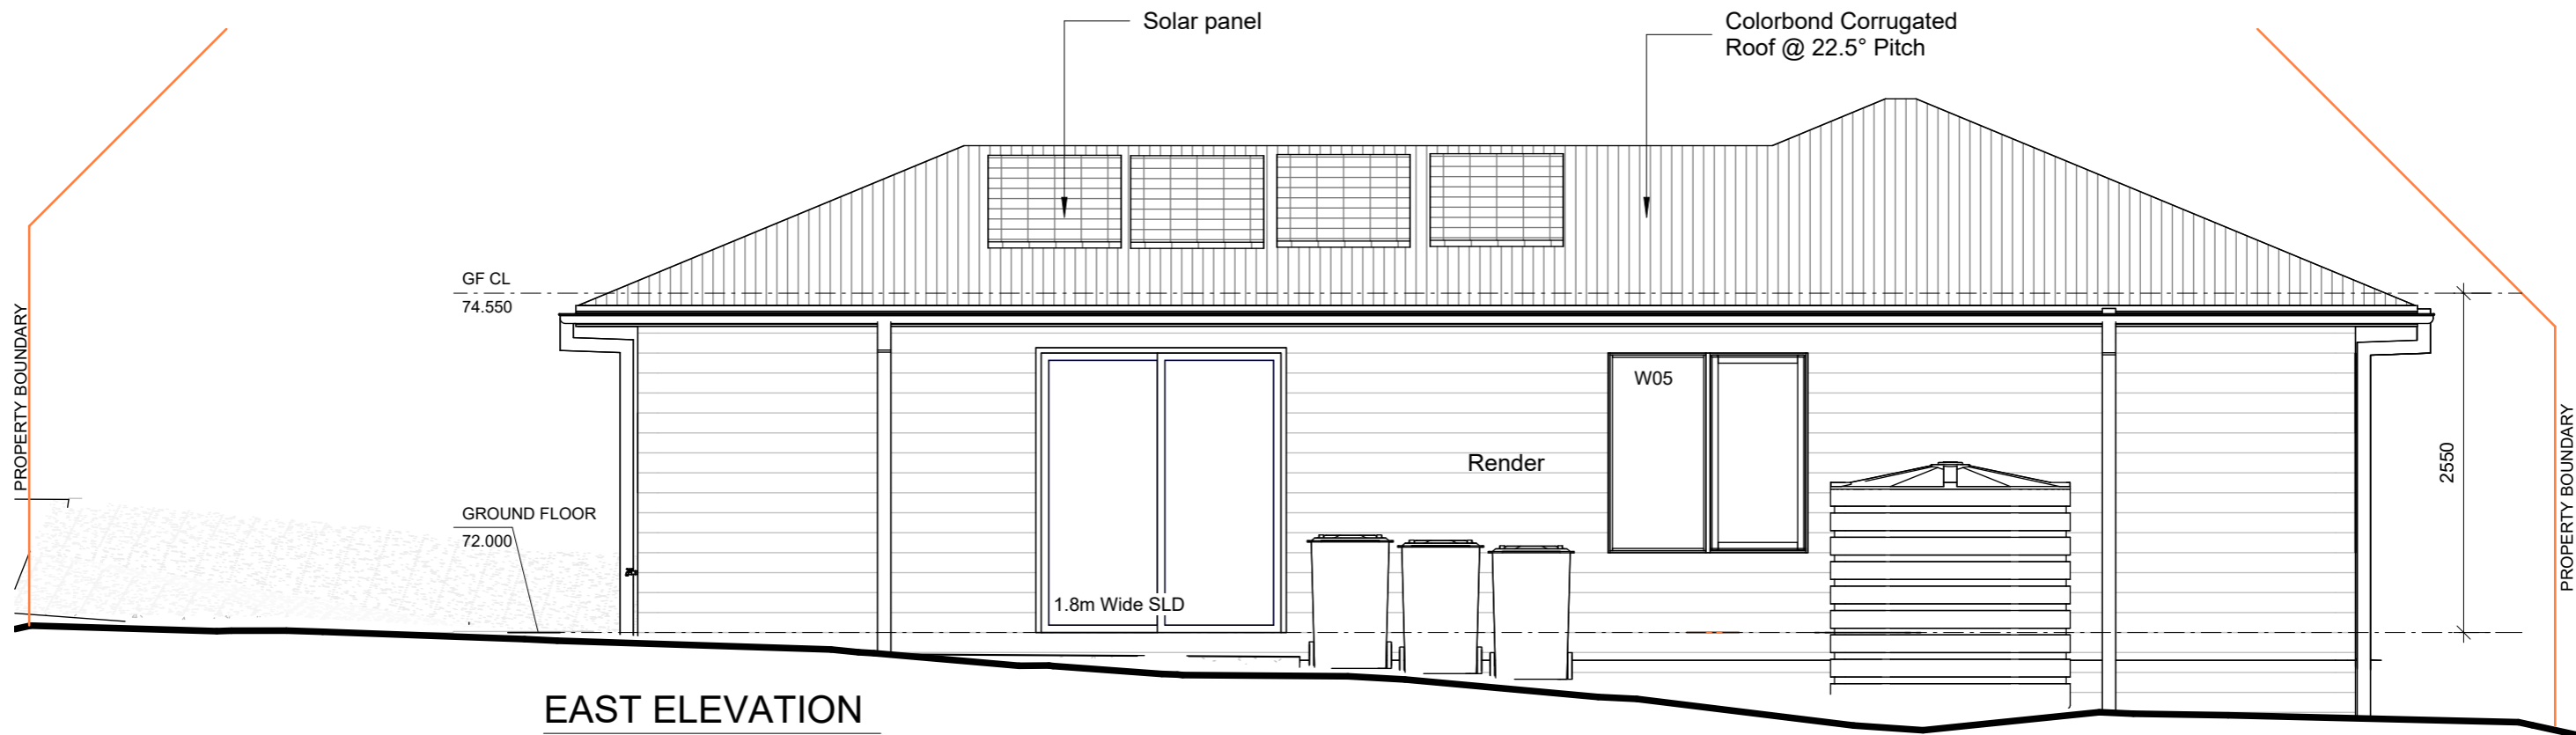 Solar panel
Colorbond Corrugated
Roof @ 22.5° Pitch
GF CL
74.550
PROPERTY BOUNDARY
W05
Render
2550
PROPERTY BOUNDARY
GROUND FLOOR
72.000
1.8m Wide SLD
EAST ELEVATION